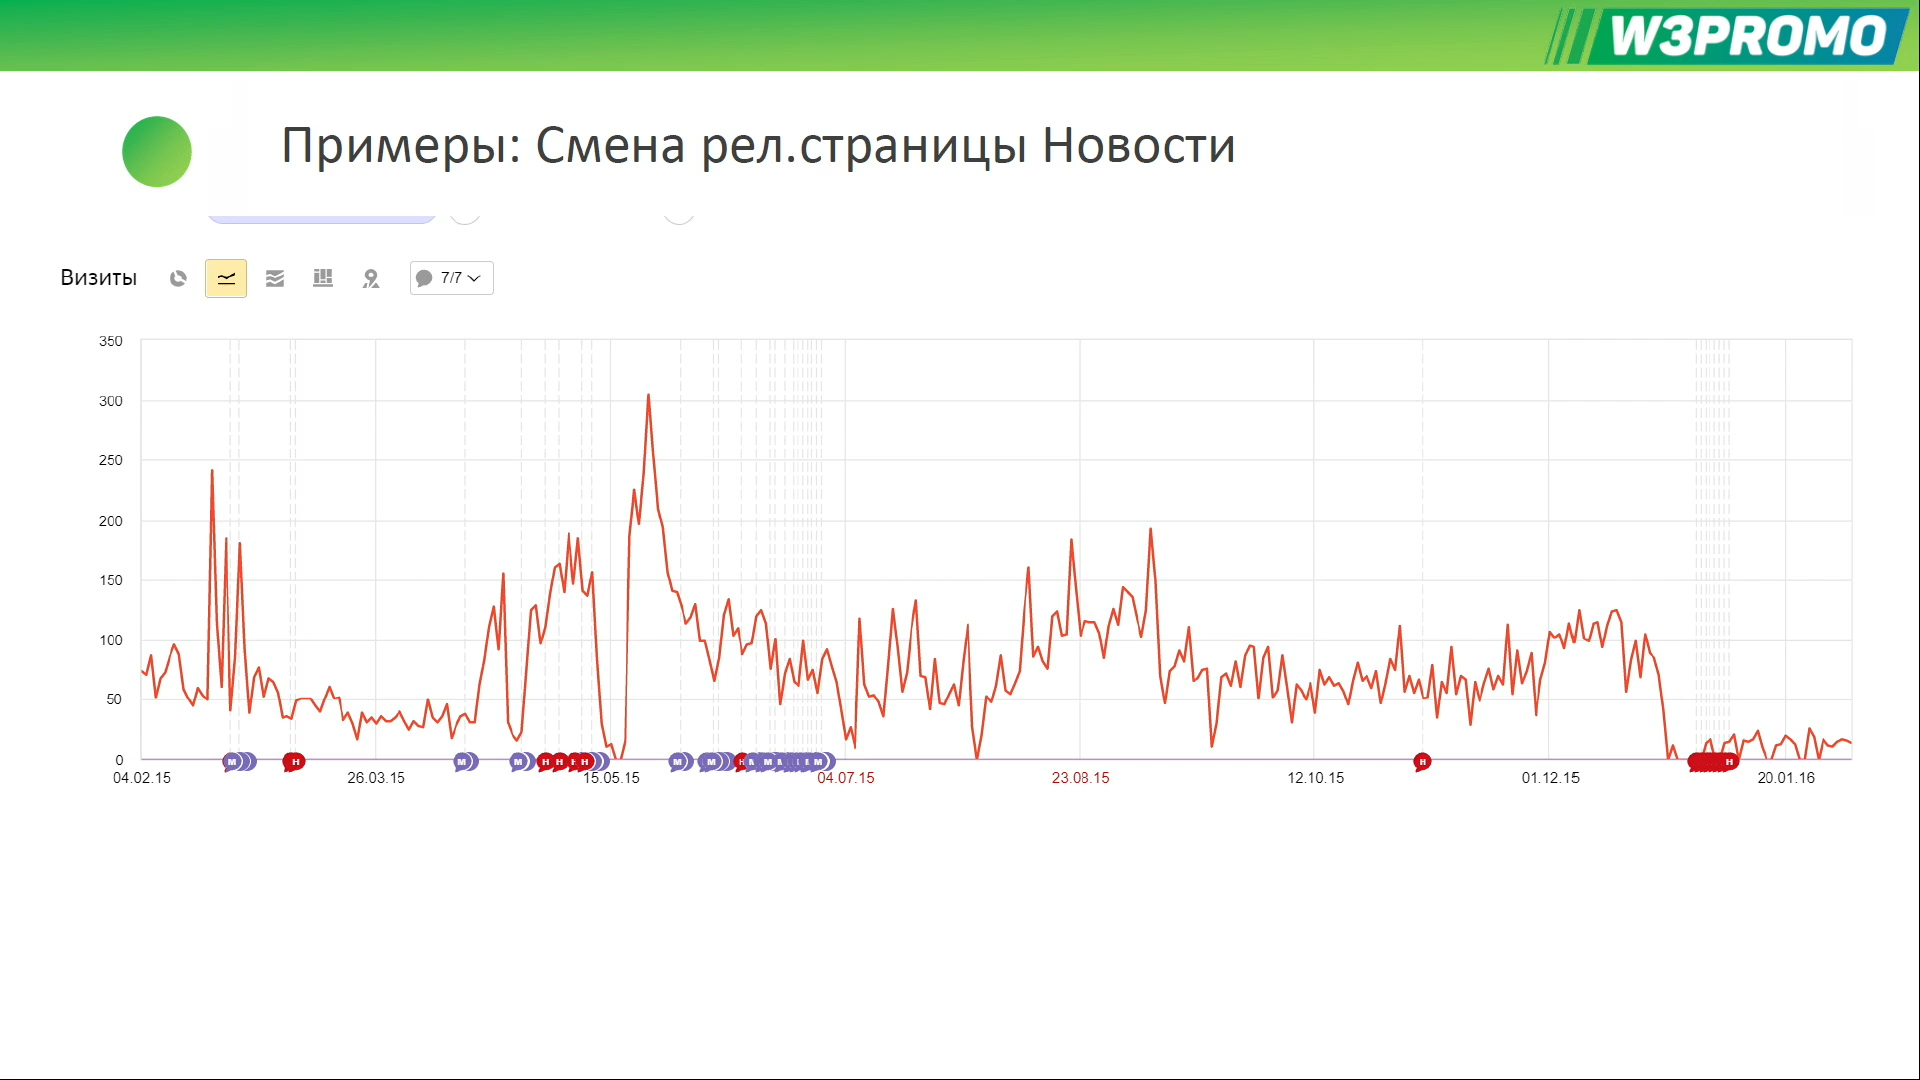 W3PROMO
Примеры: Смена рел.страницы Новости
Визиты
7/7
350
300
250
200
150
100
50
0
М М М Н Н Н Н М М Н М М М М Н Н
04.02.15 26.03.15 15.05.15 04.07.15 23.08.15 12.10.15 01.12.15 20.01.16